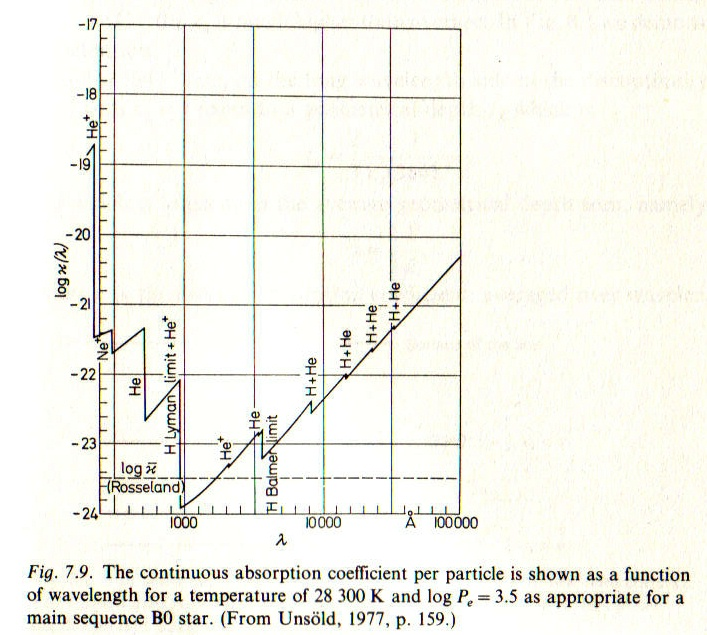 -17
-18
He⁺
-19
-20
log ϰ(λ)
-21
H+He
H+He
H+He
Ne⁺
H Lyman limit + He⁺
-22
He
H+He
He
-23
He⁺
H Balmer limit
log ϰ̄
(Rosseland)
-24
1000
10000
Å
100000
λ
Fig. 7.9. The continuous absorption coefficient per particle is shown as a function
of wavelength for a temperature of 28 300 K and log Pₑ = 3.5 as appropriate for a
main sequence B0 star. (From Unsöld, 1977, p. 159.)